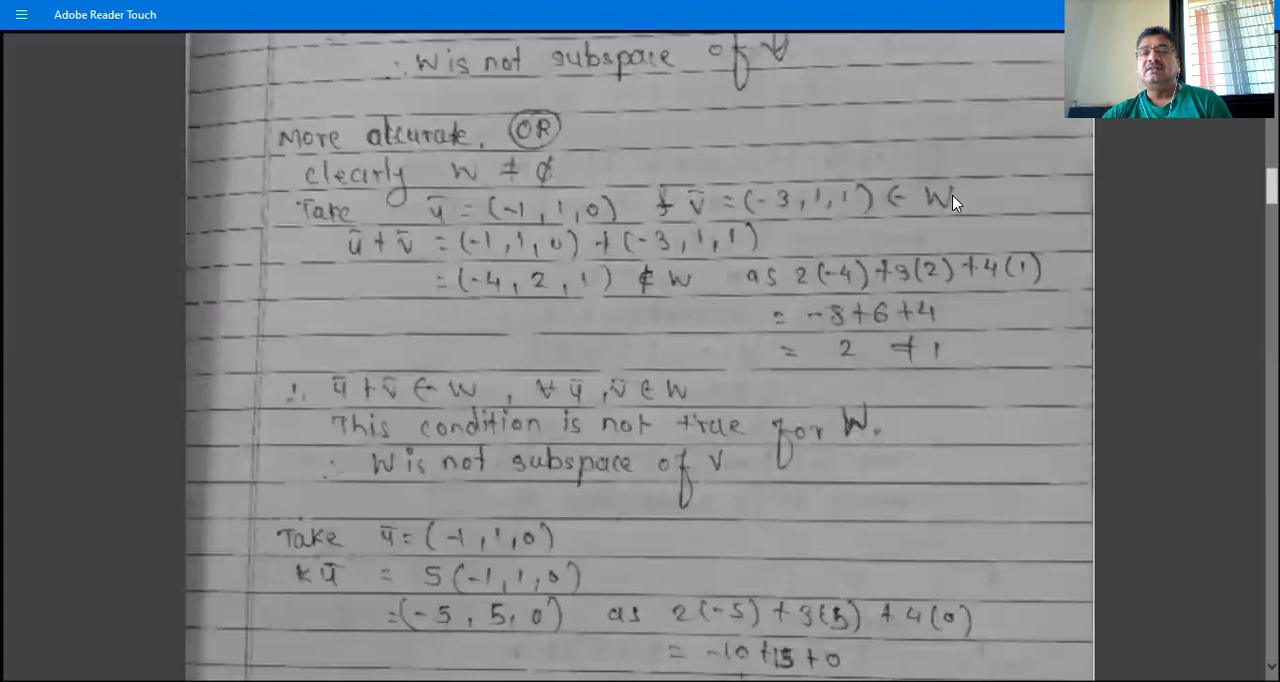 Adobe Reader Touch
∴ W is not subspace of V
More accurate. OR
clearly W ≠ ϕ
Take ū = (-1, 1, 0) & v̄ = (-3, 1, 1) ∈ W
ū + v̄ = (-1, 1, 0) + (-3, 1, 1)
= (-4, 2, 1) ∉ W as 2(-4) + 3(2) + 4(1)
= -8 + 6 + 4
= 2 ≠ 1
∴ ū + v̄ ∈ W, ∀ ū, v̄ ∈ W
This condition is not true for W.
∴ W is not subspace of V
Take ū = (-1, 1, 0)
kū = 5(-1, 1, 0)
= (-5, 5, 0) as 2(-5) + 3(5) + 4(0)
= -10 + 15 + 0